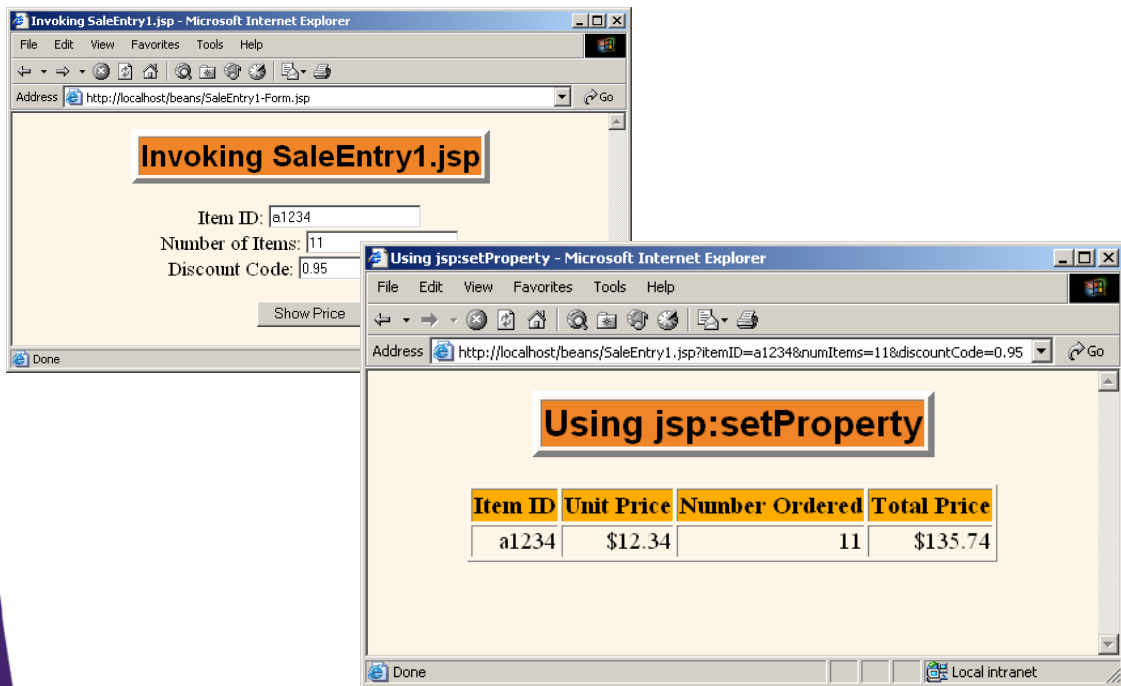 Invoking SaleEntry1.jsp - Microsoft Internet Explorer
File Edit View Favorites Tools Help
Address http://localhost/beans/SaleEntry1-Form.jsp Go
Invoking SaleEntry1.jsp
Item ID: a1234
Number of Items: 11
Discount Code: 0.95
Show Price
Done
Using jsp:setProperty - Microsoft Internet Explorer
File Edit View Favorites Tools Help
Address http://localhost/beans/SaleEntry1.jsp?itemID=a1234&numItems=11&discountCode=0.95 Go
Using jsp:setProperty
Item ID Unit Price Number Ordered Total Price
a1234 $12.34 11 $135.74
Done Local intranet